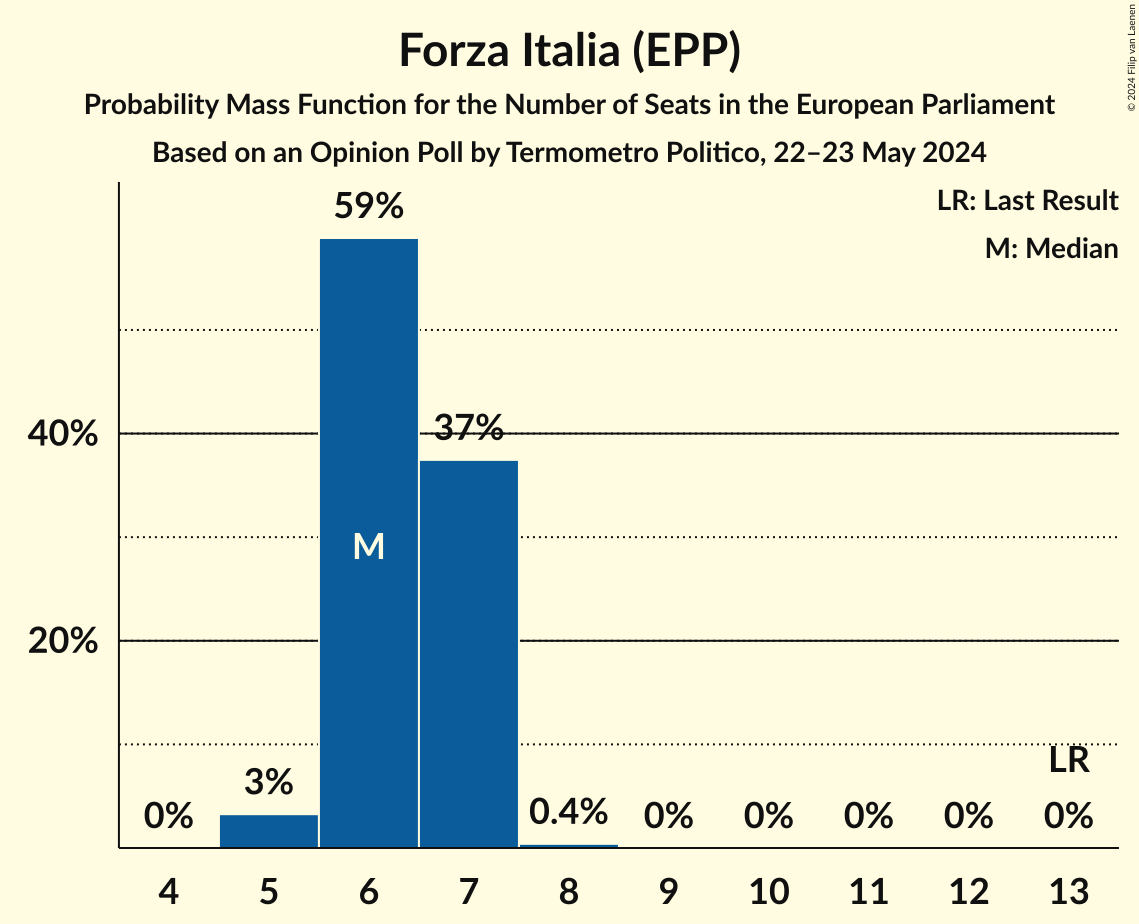 Forza Italia (EPP)
Probability Mass Function for the Number of Seats in the European Parliament
Based on an Opinion Poll by Termometro Politico, 22–23 May 2024
© 2024 Filip van Laenen
LR: Last Result
M: Median
59%
40%
37%
M
20%
LR
0%
3%
0.4%
0%
0%
0%
0%
0%
4 5 6 7 8 9 10 11 12 13